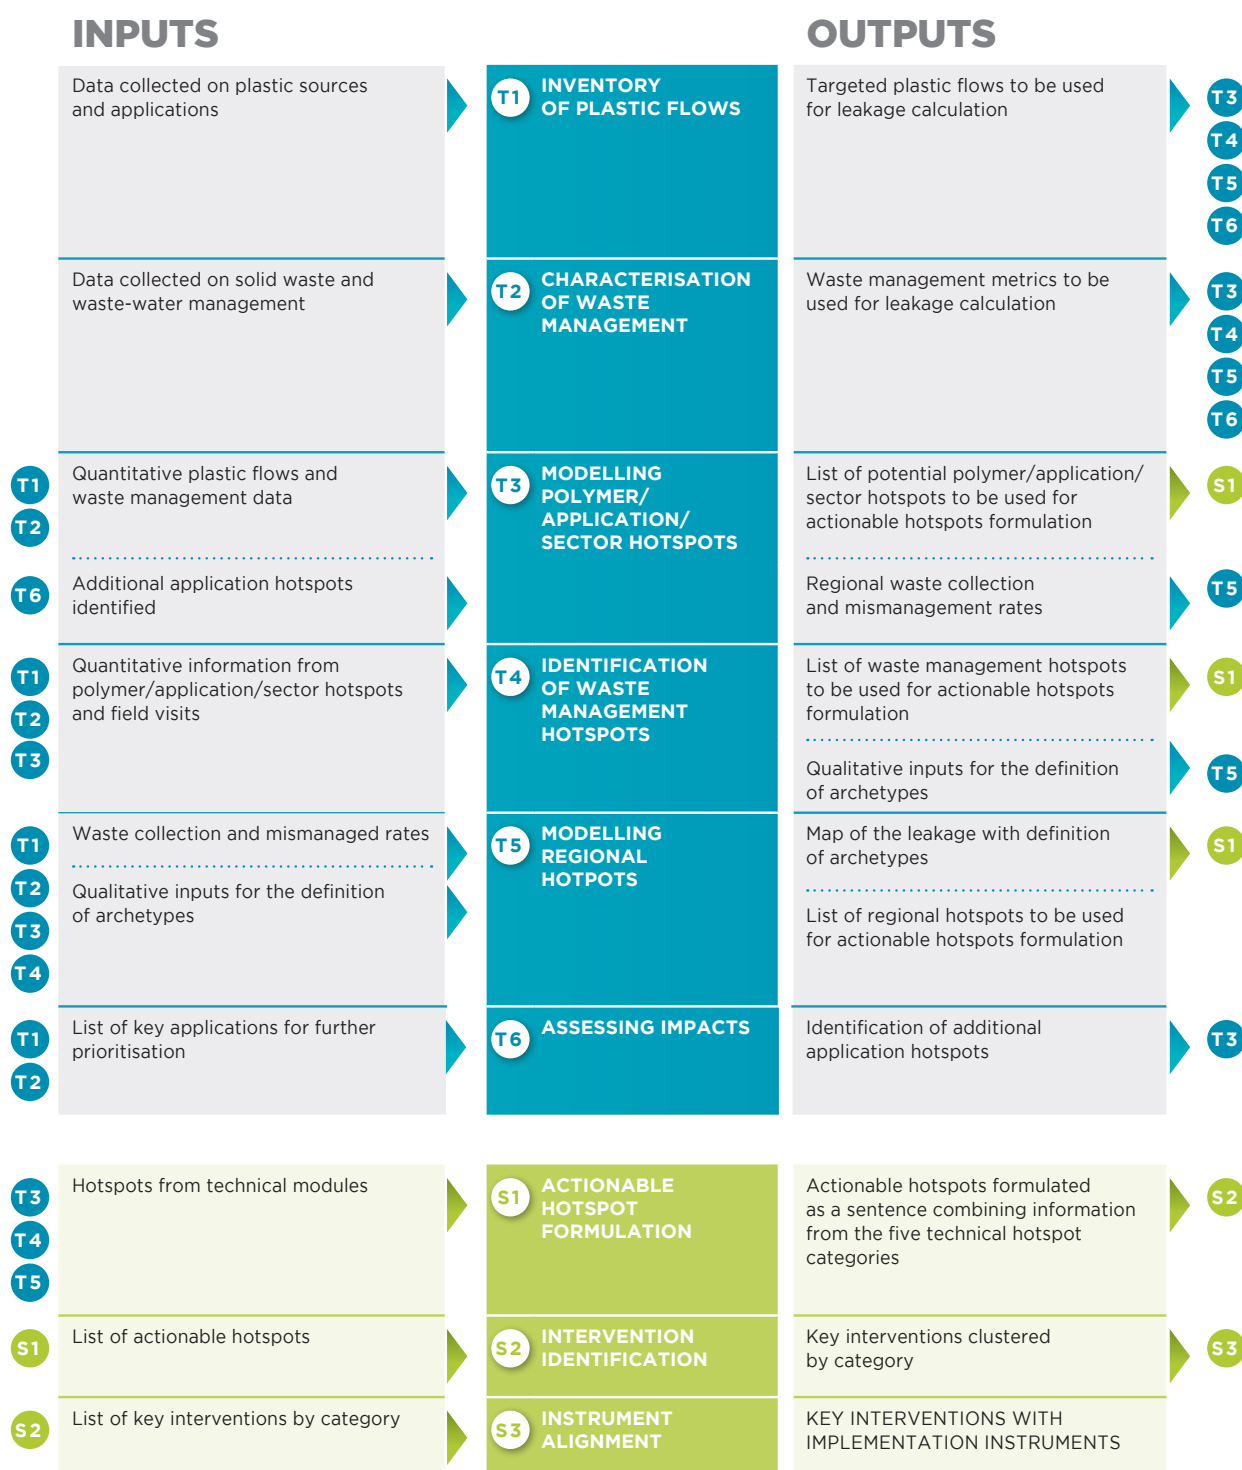 INPUTS
OUTPUTS
Data collected on plastic sources
and applications
T1
INVENTORY
OF PLASTIC FLOWS
Targeted plastic flows to be used
for leakage calculation
T3
T4
T5
T6
Data collected on solid waste and
waste-water management
T2
CHARACTERISATION
OF WASTE
MANAGEMENT
Waste management metrics to be
used for leakage calculation
T3
T4
T5
T6
T1
T2
Quantitative plastic flows and
waste management data
T6
Additional application hotspots
identified
T3
MODELLING
POLYMER/
APPLICATION/
SECTOR HOTSPOTS
List of potential polymer/application/
sector hotspots to be used for
actionable hotspots formulation
S1
Regional waste collection
and mismanagement rates
T5
T1
T2
T3
Quantitative information from
polymer/application/sector hotspots
and field visits
T4
IDENTIFICATION
OF WASTE
MANAGEMENT
HOTSPOTS
List of waste management hotspots
to be used for actionable hotspots
formulation
S1
Qualitative inputs for the definition
of archetypes
T5
T1
T2
T3
T4
Waste collection and mismanaged rates
Qualitative inputs for the definition
of archetypes
T5
MODELLING
REGIONAL
HOTPOTS
Map of the leakage with definition
of archetypes
S1
List of regional hotspots to be used
for actionable hotspots formulation
T1
T2
List of key applications for further
prioritisation
T6
ASSESSING IMPACTS
Identification of additional
application hotspots
T3
T3
T4
T5
Hotspots from technical modules
S1
ACTIONABLE
HOTSPOT
FORMULATION
Actionable hotspots formulated
as a sentence combining information
from the five technical hotspot
categories
S2
S1
List of actionable hotspots
S2
INTERVENTION
IDENTIFICATION
Key interventions clustered
by category
S3
S2
List of key interventions by category
S3
INSTRUMENT
ALIGNMENT
KEY INTERVENTIONS WITH
IMPLEMENTATION INSTRUMENTS